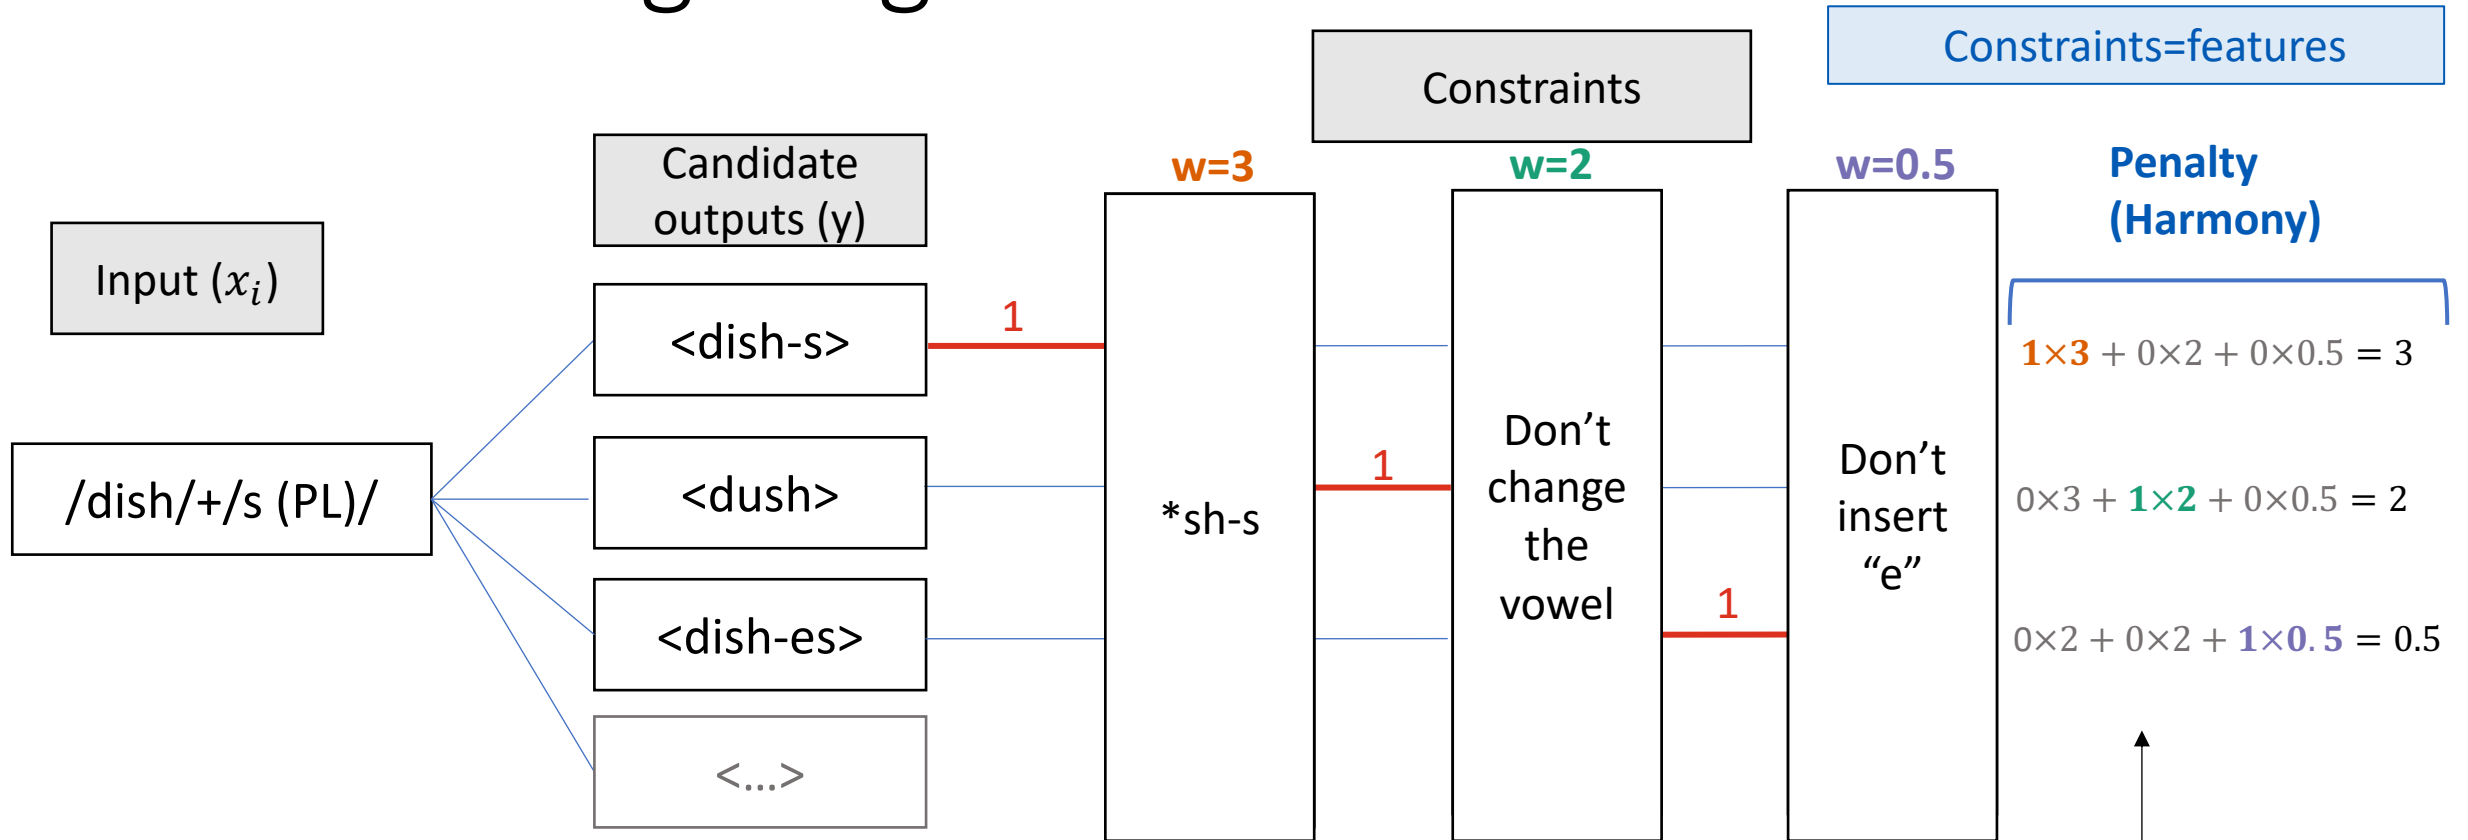 Constraints=features
Constraints
Candidate
outputs (y)
w=3
w=2
w=0.5
Penalty
(Harmony)
Input (𝑥ᵢ)
<dish-s>
1
1×3 + 0×2 + 0×0.5 = 3
/dish/+/s (PL)/
<dush>
1
0×3 + 1×2 + 0×0.5 = 2
<dish-es>
1
0×2 + 0×2 + 1×0.5 = 0.5
<...>
*sh-s
Don’t
change
the
vowel
Don’t
insert
“e”